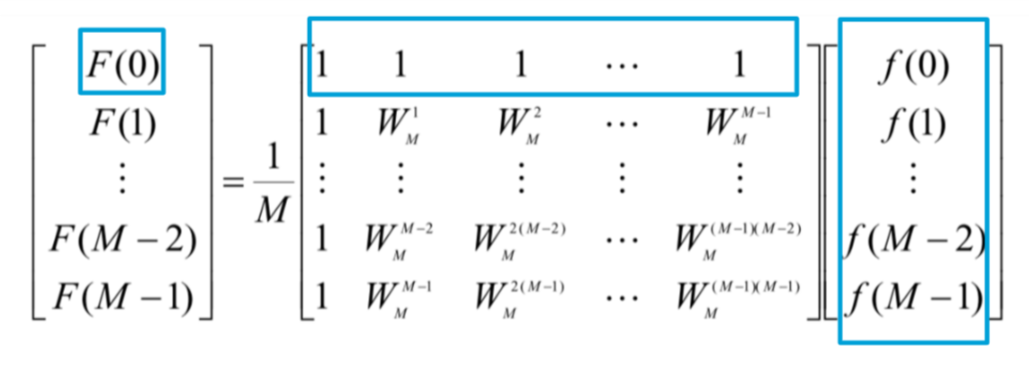 F(0) 1 1 1 ⋯ 1 f(0)
F(1) 1 W_M^1 W_M^2 ⋯ W_M^{M−1} f(1)
⋮ = 1/M ⋮ ⋮ ⋮ ⋮ ⋮ ⋮
F(M−2) 1 W_M^{M−2} W_M^{2(M−2)} ⋯ W_M^{(M−1)(M−2)} f(M−2)
F(M−1) 1 W_M^{M−1} W_M^{2(M−1)} ⋯ W_M^{(M−1)(M−1)} f(M−1)